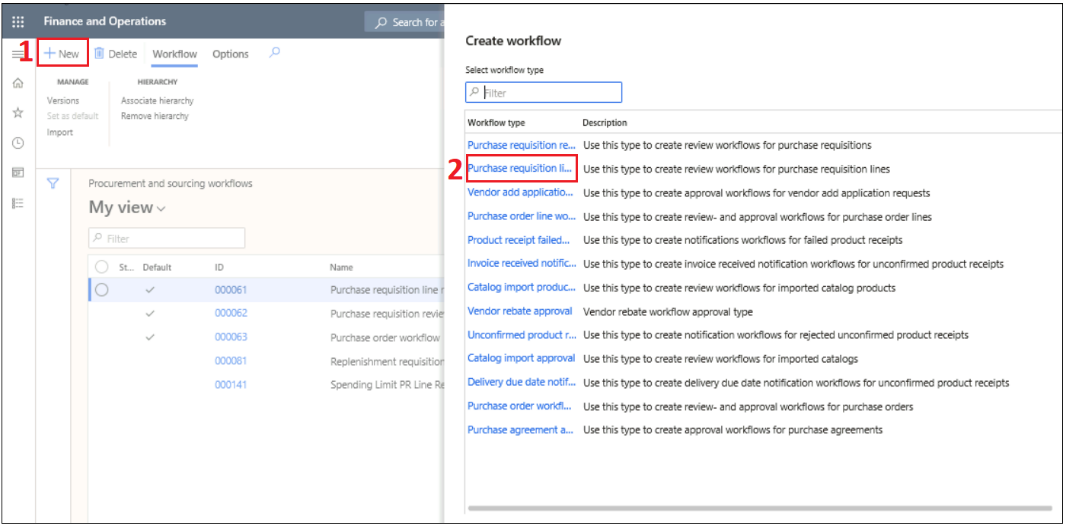 Finance and Operations
Search for a
1
New
Delete
Workflow
Options
MANAGE
HIERARCHY
Versions
Associate hierarchy
Set as default
Remove hierarchy
Import
Procurement and sourcing workflows
My view
Filter
St... Default ID Name
000061 Purchase requisition line r
000062 Purchase requisition revie
000063 Purchase order workflow
000081 Replenishment requisition
000141 Spending Limit PR Line Re
Create workflow
Select workflow type
Filter
Workflow type Description
Purchase requisition re... Use this type to create review workflows for purchase requisitions
2
Purchase requisition li... Use this type to create review workflows for purchase requisition lines
Vendor add applicatio... Use this type to create approval workflows for vendor add application requests
Purchase order line wo... Use this type to create review- and approval workflows for purchase order lines
Product receipt failed... Use this type to create notifications workflows for failed product receipts
Invoice received notific... Use this type to create invoice received notification workflows for unconfirmed product receipts
Catalog import produc... Use this type to create review workflows for imported catalog products
Vendor rebate approval Vendor rebate workflow approval type
Unconfirmed product r... Use this type to create notification workflows for rejected unconfirmed product receipts
Catalog import approval Use this type to create review workflows for imported catalogs
Delivery due date notif... Use this type to create delivery due date notification workflows for unconfirmed product receipts
Purchase order workfl... Use this type to create review- and approval workflows for purchase orders
Purchase agreement a... Use this type to create approval workflows for purchase agreements